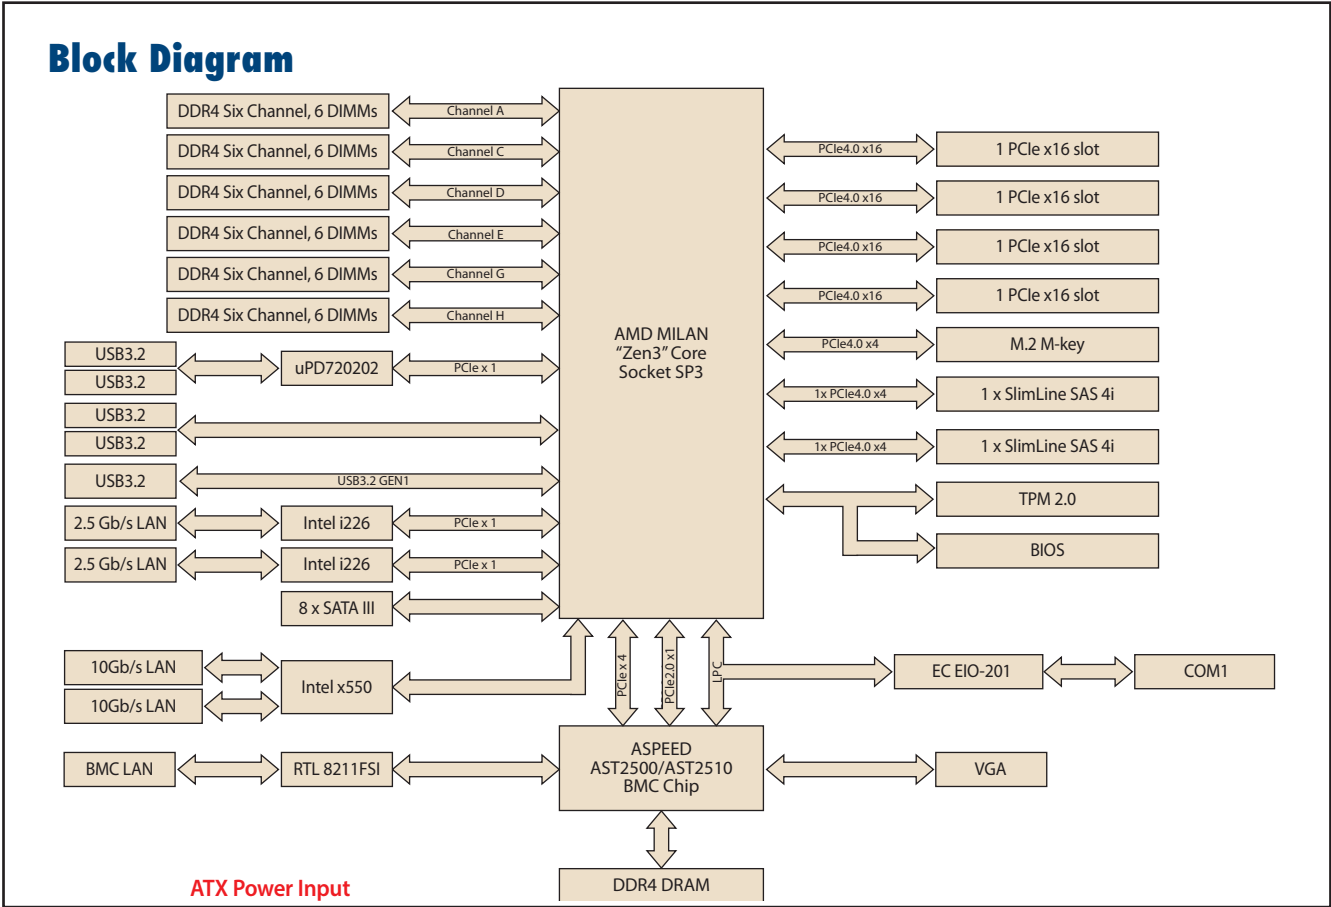 Block Diagram
DDR4 Six Channel, 6 DIMMs
Channel A
DDR4 Six Channel, 6 DIMMs
Channel C
DDR4 Six Channel, 6 DIMMs
Channel D
DDR4 Six Channel, 6 DIMMs
Channel E
DDR4 Six Channel, 6 DIMMs
Channel G
DDR4 Six Channel, 6 DIMMs
Channel H
USB3.2
USB3.2
uPD720202
PCIe x 1
USB3.2
USB3.2
USB3.2
USB3.2 GEN1
2.5 Gb/s LAN
Intel i226
PCIe x 1
2.5 Gb/s LAN
Intel i226
PCIe x 1
8 x SATA III
AMD MILAN
“Zen3” Core
Socket SP3
PCIe4.0 x16
1 PCIe x16 slot
PCIe4.0 x16
1 PCIe x16 slot
PCIe4.0 x16
1 PCIe x16 slot
PCIe4.0 x16
1 PCIe x16 slot
PCIe4.0 x4
M.2 M-key
1x PCIe4.0 x4
1 x SlimLine SAS 4i
1x PCIe4.0 x4
1 x SlimLine SAS 4i
TPM 2.0
BIOS
10Gb/s LAN
10Gb/s LAN
Intel x550
PCIe x 4
PCIe2.0 x1
LPC
EC EIO-201
COM1
BMC LAN
RTL 8211FSI
ASPEED
AST2500/AST2510
BMC Chip
VGA
DDR4 DRAM
ATX Power Input